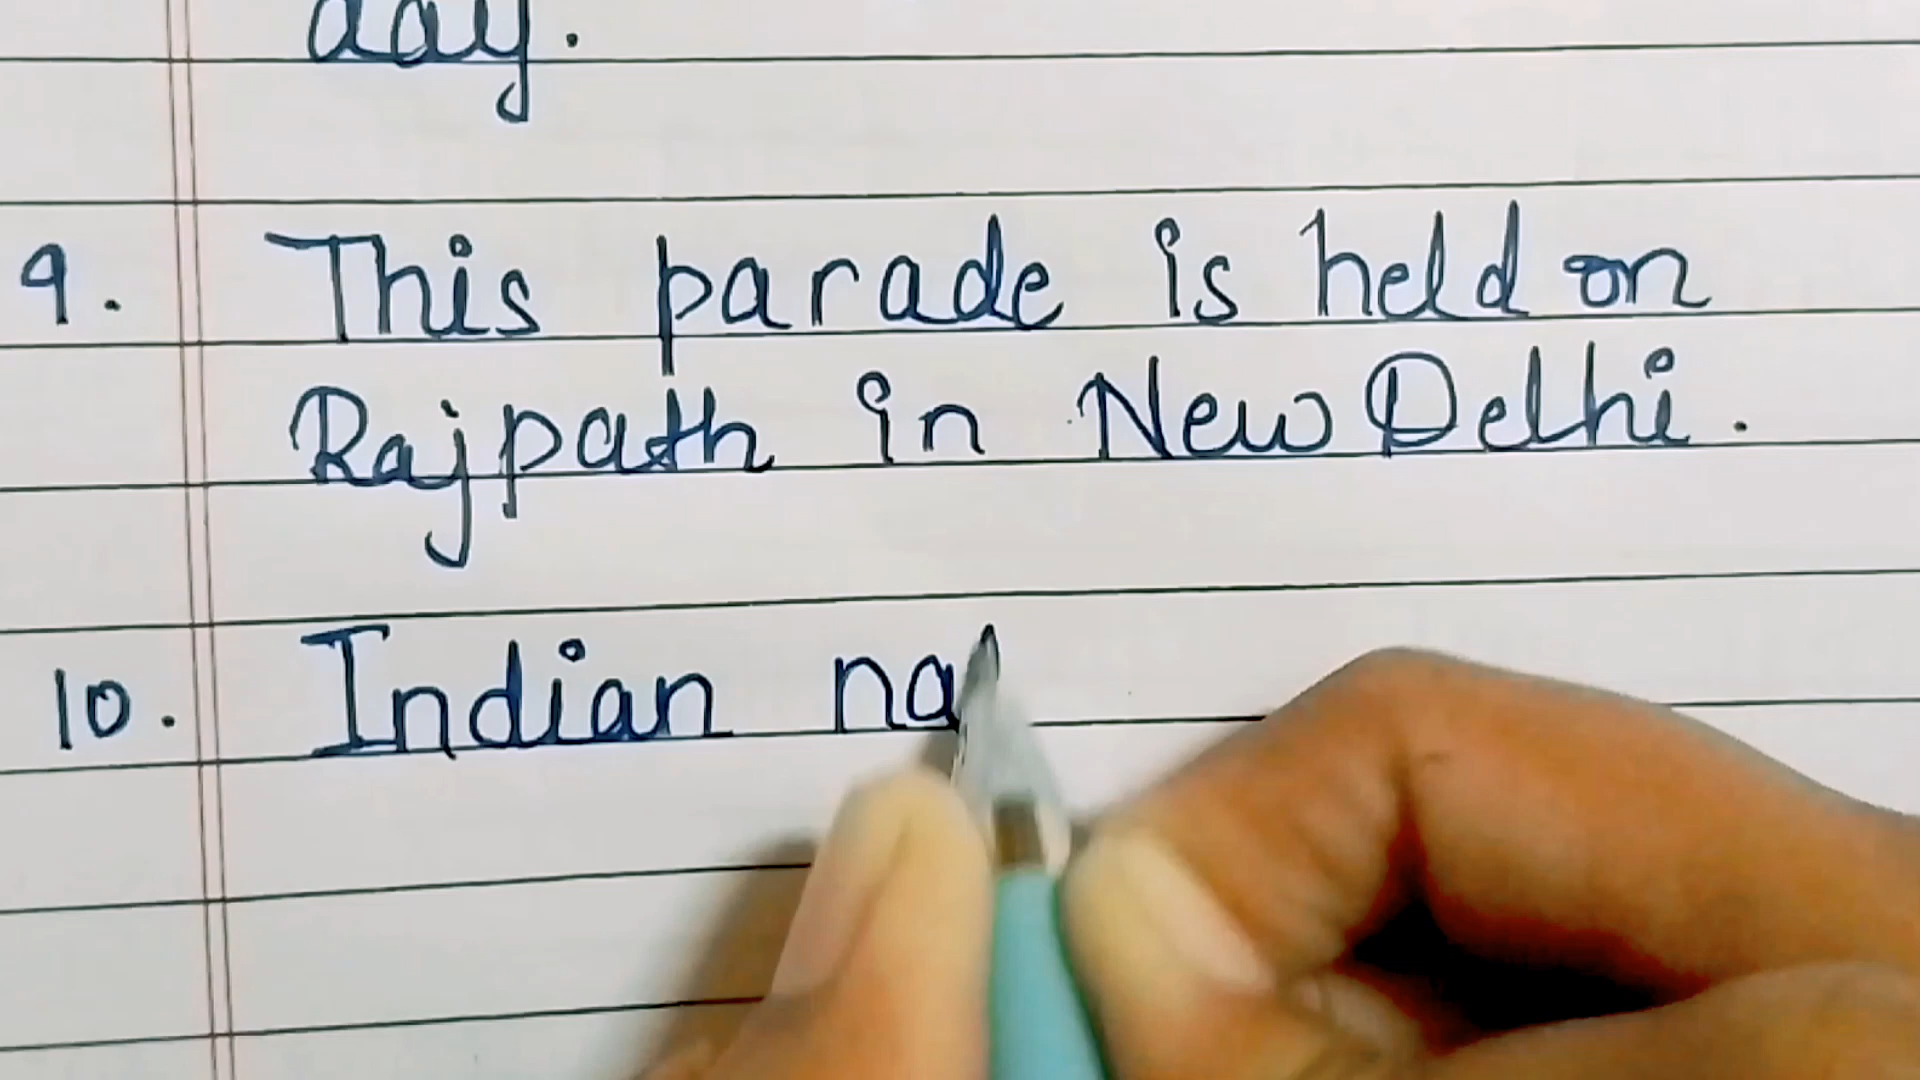 day.
9. This parade is held on
Rajpath in New Delhi.
10. Indian na